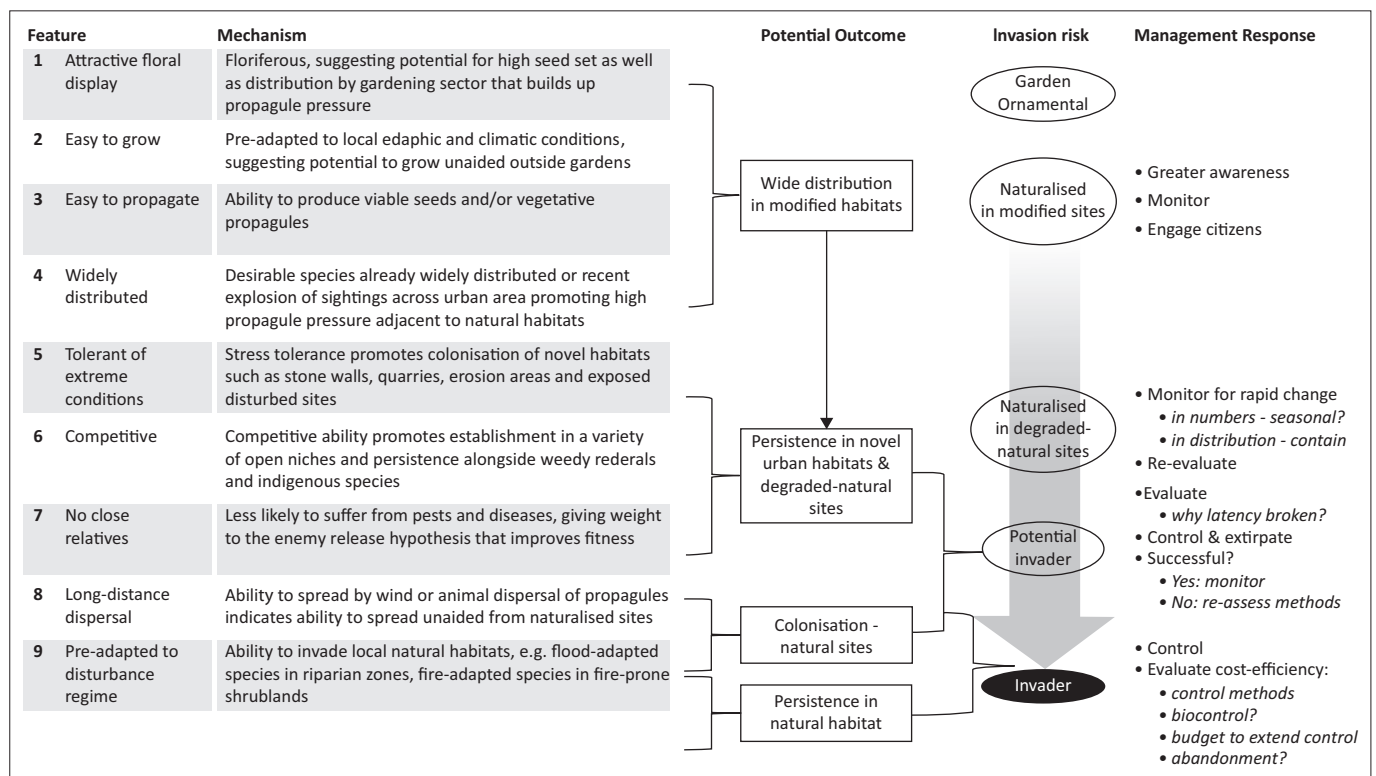 Feature Mechanism Potential Outcome Invasion risk Management Response
1 Attractive floral
display
Floriferous, suggesting potential for high seed set as well
as distribution by gardening sector that builds up
propagule pressure
2 Easy to grow
Pre-adapted to local edaphic and climatic conditions,
suggesting potential to grow unaided outside gardens
3 Easy to propagate
Ability to produce viable seeds and/or vegetative
propagules
4 Widely
distributed
Desirable species already widely distributed or recent
explosion of sightings across urban area promoting high
propagule pressure adjacent to natural habitats
5 Tolerant of
extreme
conditions
Stress tolerance promotes colonisation of novel habitats
such as stone walls, quarries, erosion areas and exposed
disturbed sites
6 Competitive
Competitive ability promotes establishment in a variety
of open niches and persistence alongside weedy rederals
and indigenous species
7 No close
relatives
Less likely to suffer from pests and diseases, giving weight
to the enemy release hypothesis that improves fitness
8 Long-distance
dispersal
Ability to spread by wind or animal dispersal of propagules
indicates ability to spread unaided from naturalised sites
9 Pre-adapted to
disturbance
regime
Ability to invade local natural habitats, e.g. flood-adapted
species in riparian zones, fire-adapted species in fire-prone
shrublands
Wide distribution
in modified habitats
Persistence in novel
urban habitats &
degraded-natural
sites
Colonisation -
natural sites
Persistence in
natural habitat
Garden
Ornamental
Naturalised
in modified sites
Naturalised
in degraded-
natural sites
Potential
invader
Invader
• Greater awareness
• Monitor
• Engage citizens
• Monitor for rapid change
• in numbers - seasonal?
• in distribution - contain
• Re-evaluate
•Evaluate
• why latency broken?
• Control & extirpate
• Successful?
• Yes: monitor
• No: re-assess methods
• Control
• Evaluate cost-efficiency:
• control methods
• biocontrol?
• budget to extend control
• abandonment?